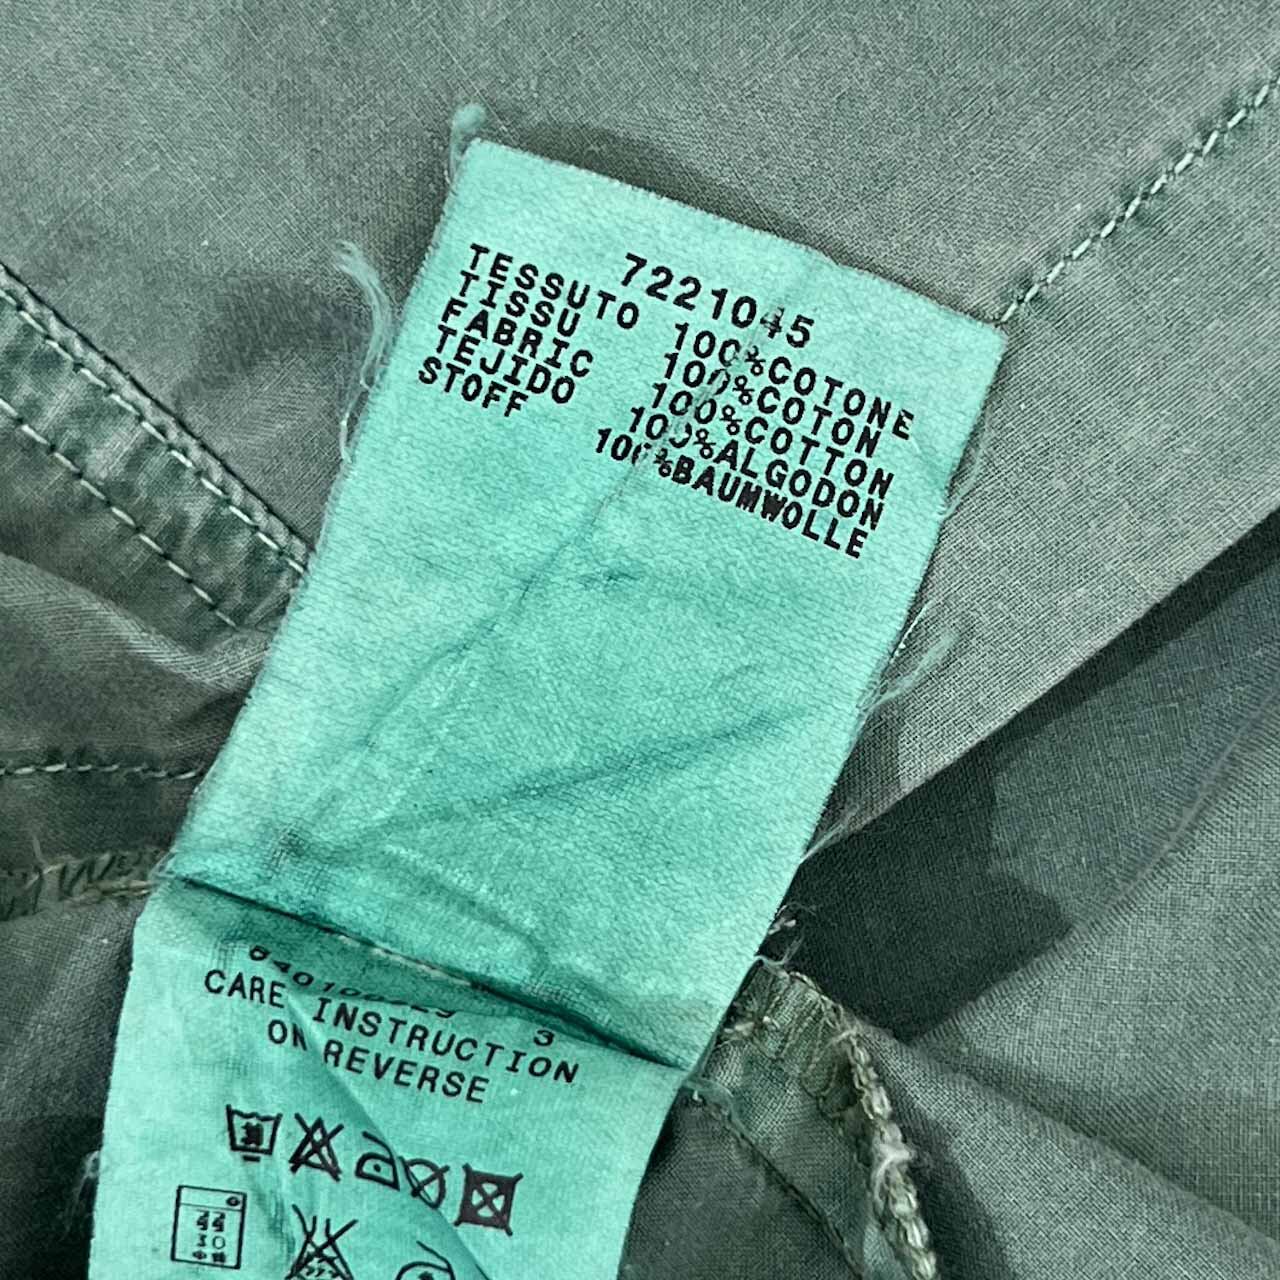 7221045
TESSUTO 100%COTONE
TISSU 100%COTON
FABRIC 100%COTTON
TEJIDO 100%ALGODON
STOFF 100%BAUMWOLLE
3
CARE INSTRUCTION
ON REVERSE